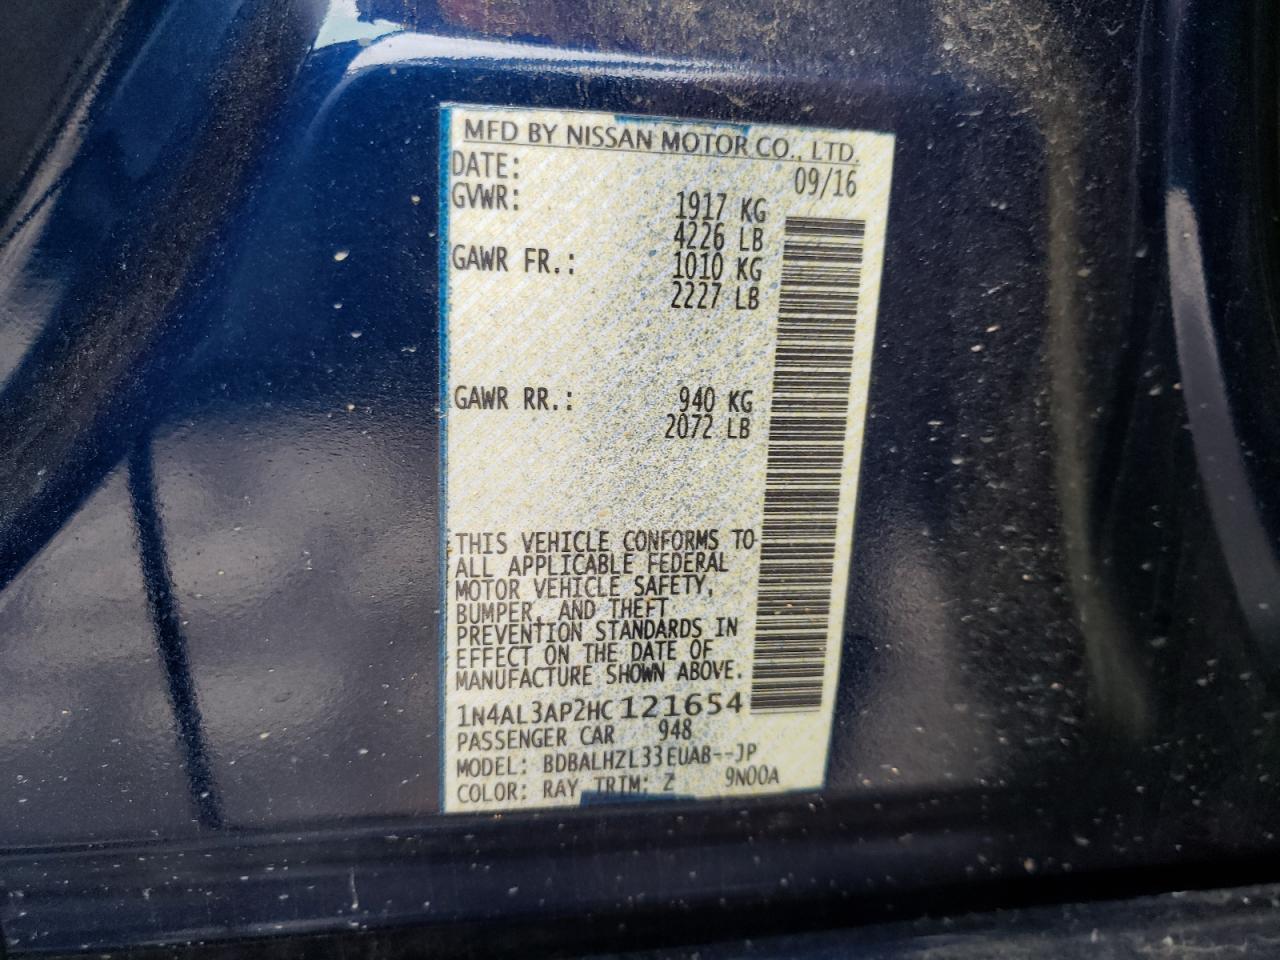 MFD BY NISSAN MOTOR CO., LTD.
DATE: 09/16
GVWR: 1917 KG
4226 LB
GAWR FR.: 1010 KG
2227 LB
GAWR RR.: 940 KG
2072 LB
THIS VEHICLE CONFORMS TO
ALL APPLICABLE FEDERAL
MOTOR VEHICLE SAFETY,
BUMPER, AND THEFT
PREVENTION STANDARDS IN
EFFECT ON THE DATE OF
MANUFACTURE SHOWN ABOVE.
1N4AL3AP2HC121654
PASSENGER CAR 948
MODEL: BDBALHZL33EUAB--JP
COLOR: RAY TRIM: Z 9N00A